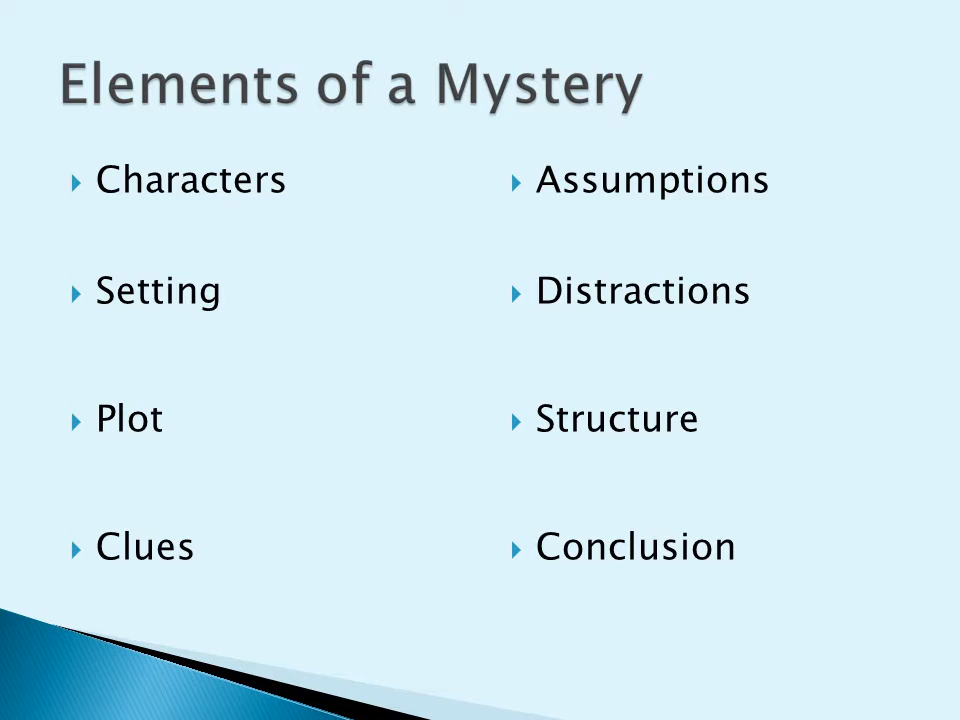 Elements of a Mystery
Characters
Setting
Plot
Clues
Assumptions
Distractions
Structure
Conclusion